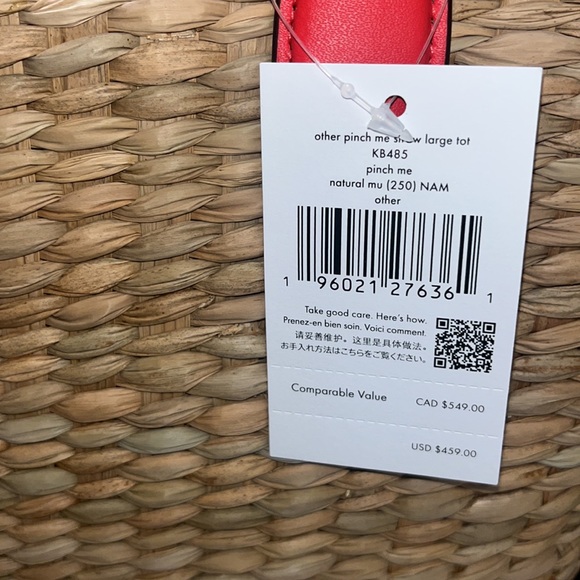 other pinch me straw large tot
KB485
pinch me
natural mu (250) NAM
other
1 96021 27636 1
Take good care. Here's how.
Prenez-en bien soin. Voici comment.
请妥善维护。这里是具体做法。
お手入れ方法はこちらをご覧ください。
Comparable Value CAD $549.00
USD $459.00